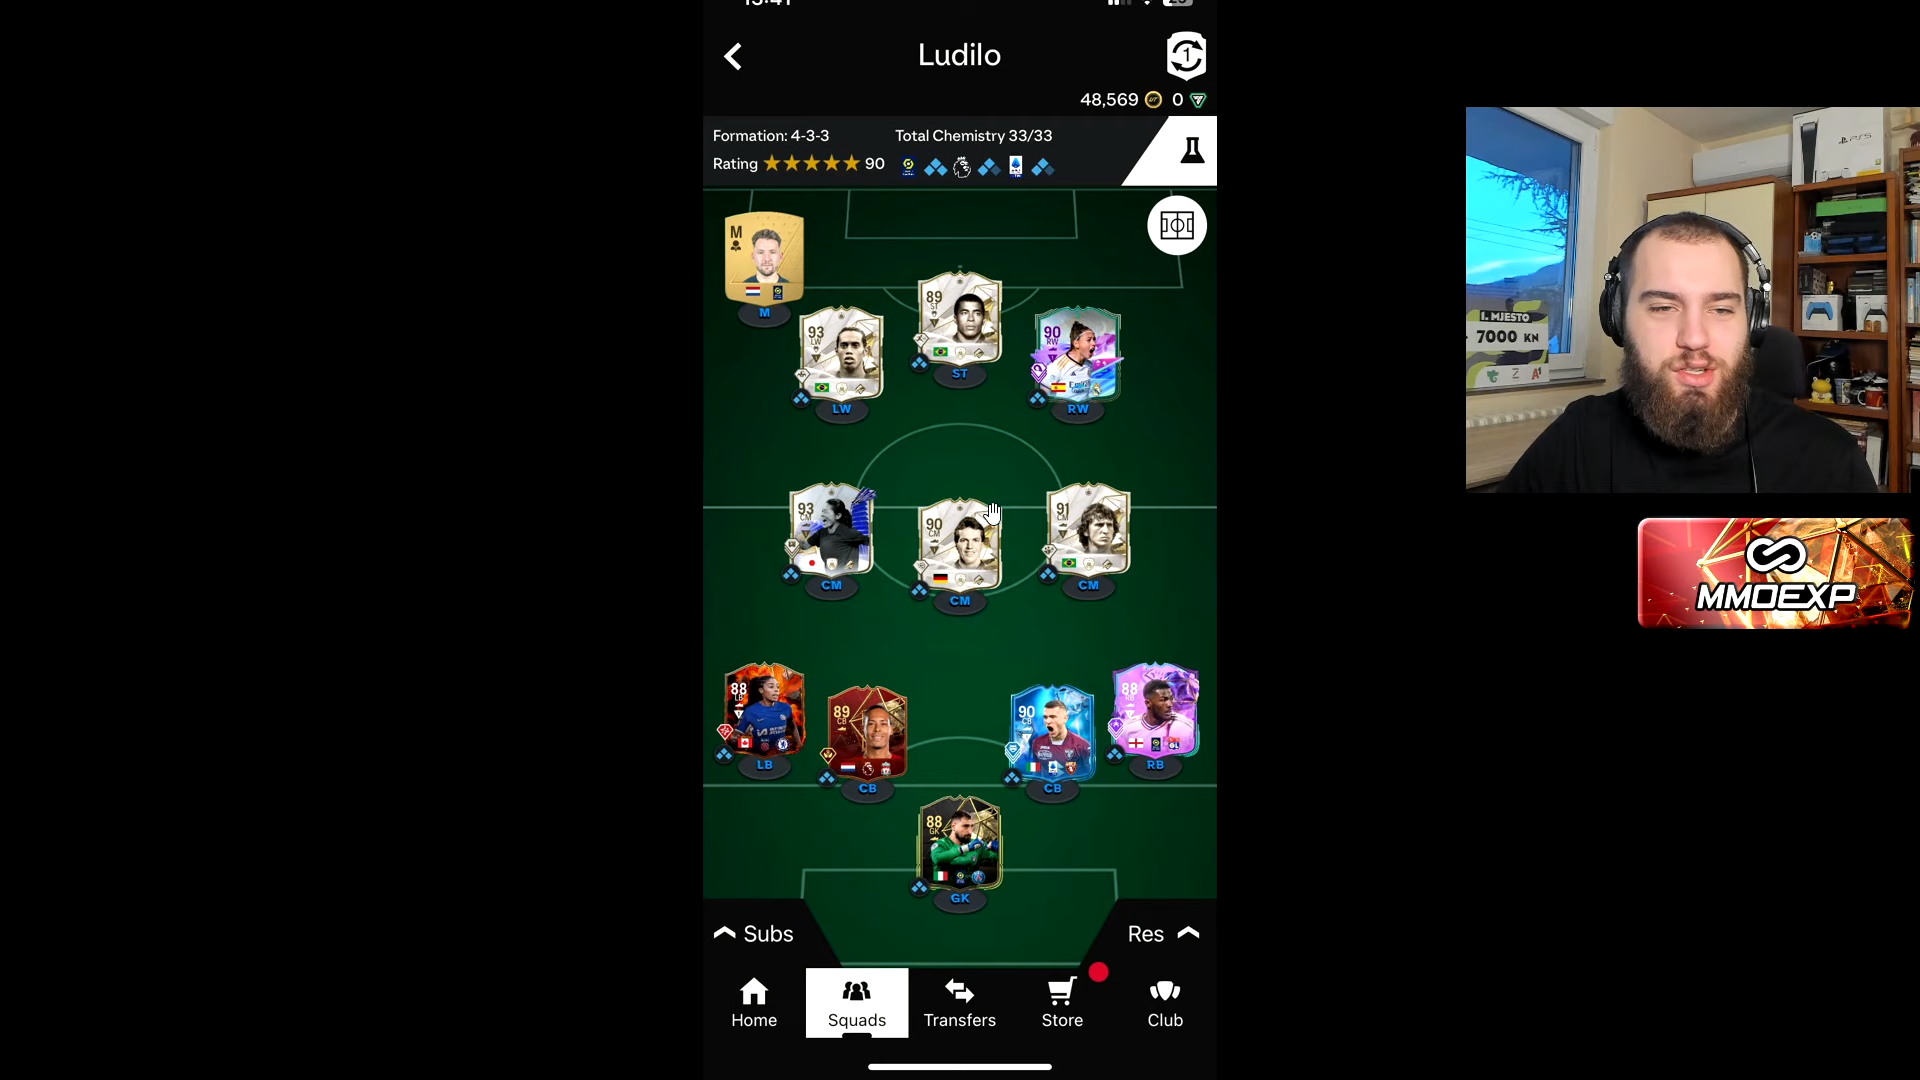 Ludilo
1
48,569 0
Formation: 4-3-3
Total Chemistry 33/33
Rating 90
M
M
89
ST
ST
93
LW
LW
90
RW
RW
93
CM
CM
90
CM
CM
91
CM
CM
88
LB
LB
89
CB
CB
90
CB
CB
88
RB
RB
88
GK
GK
Subs
Res
Home
Squads
Transfers
Store
Club
I. MJESTO
7000 KN
Z
A1
PS5
MMOEXP